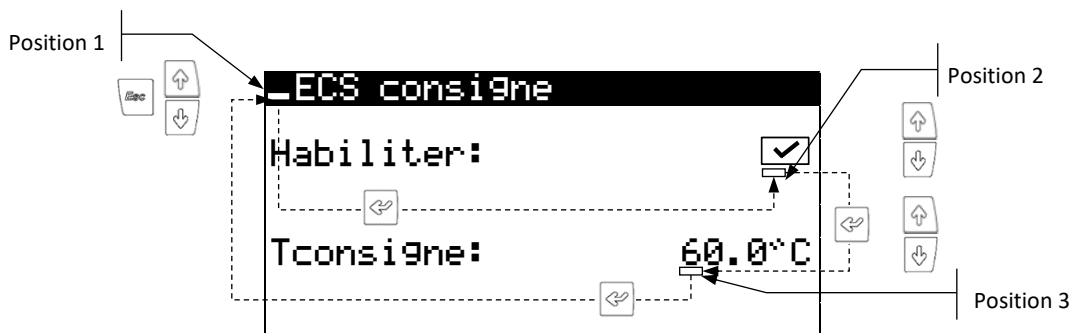 Position 1
Esc
ECS consigne
Position 2
Habiliter:
Tconsigne: 60.0°C
Position 3